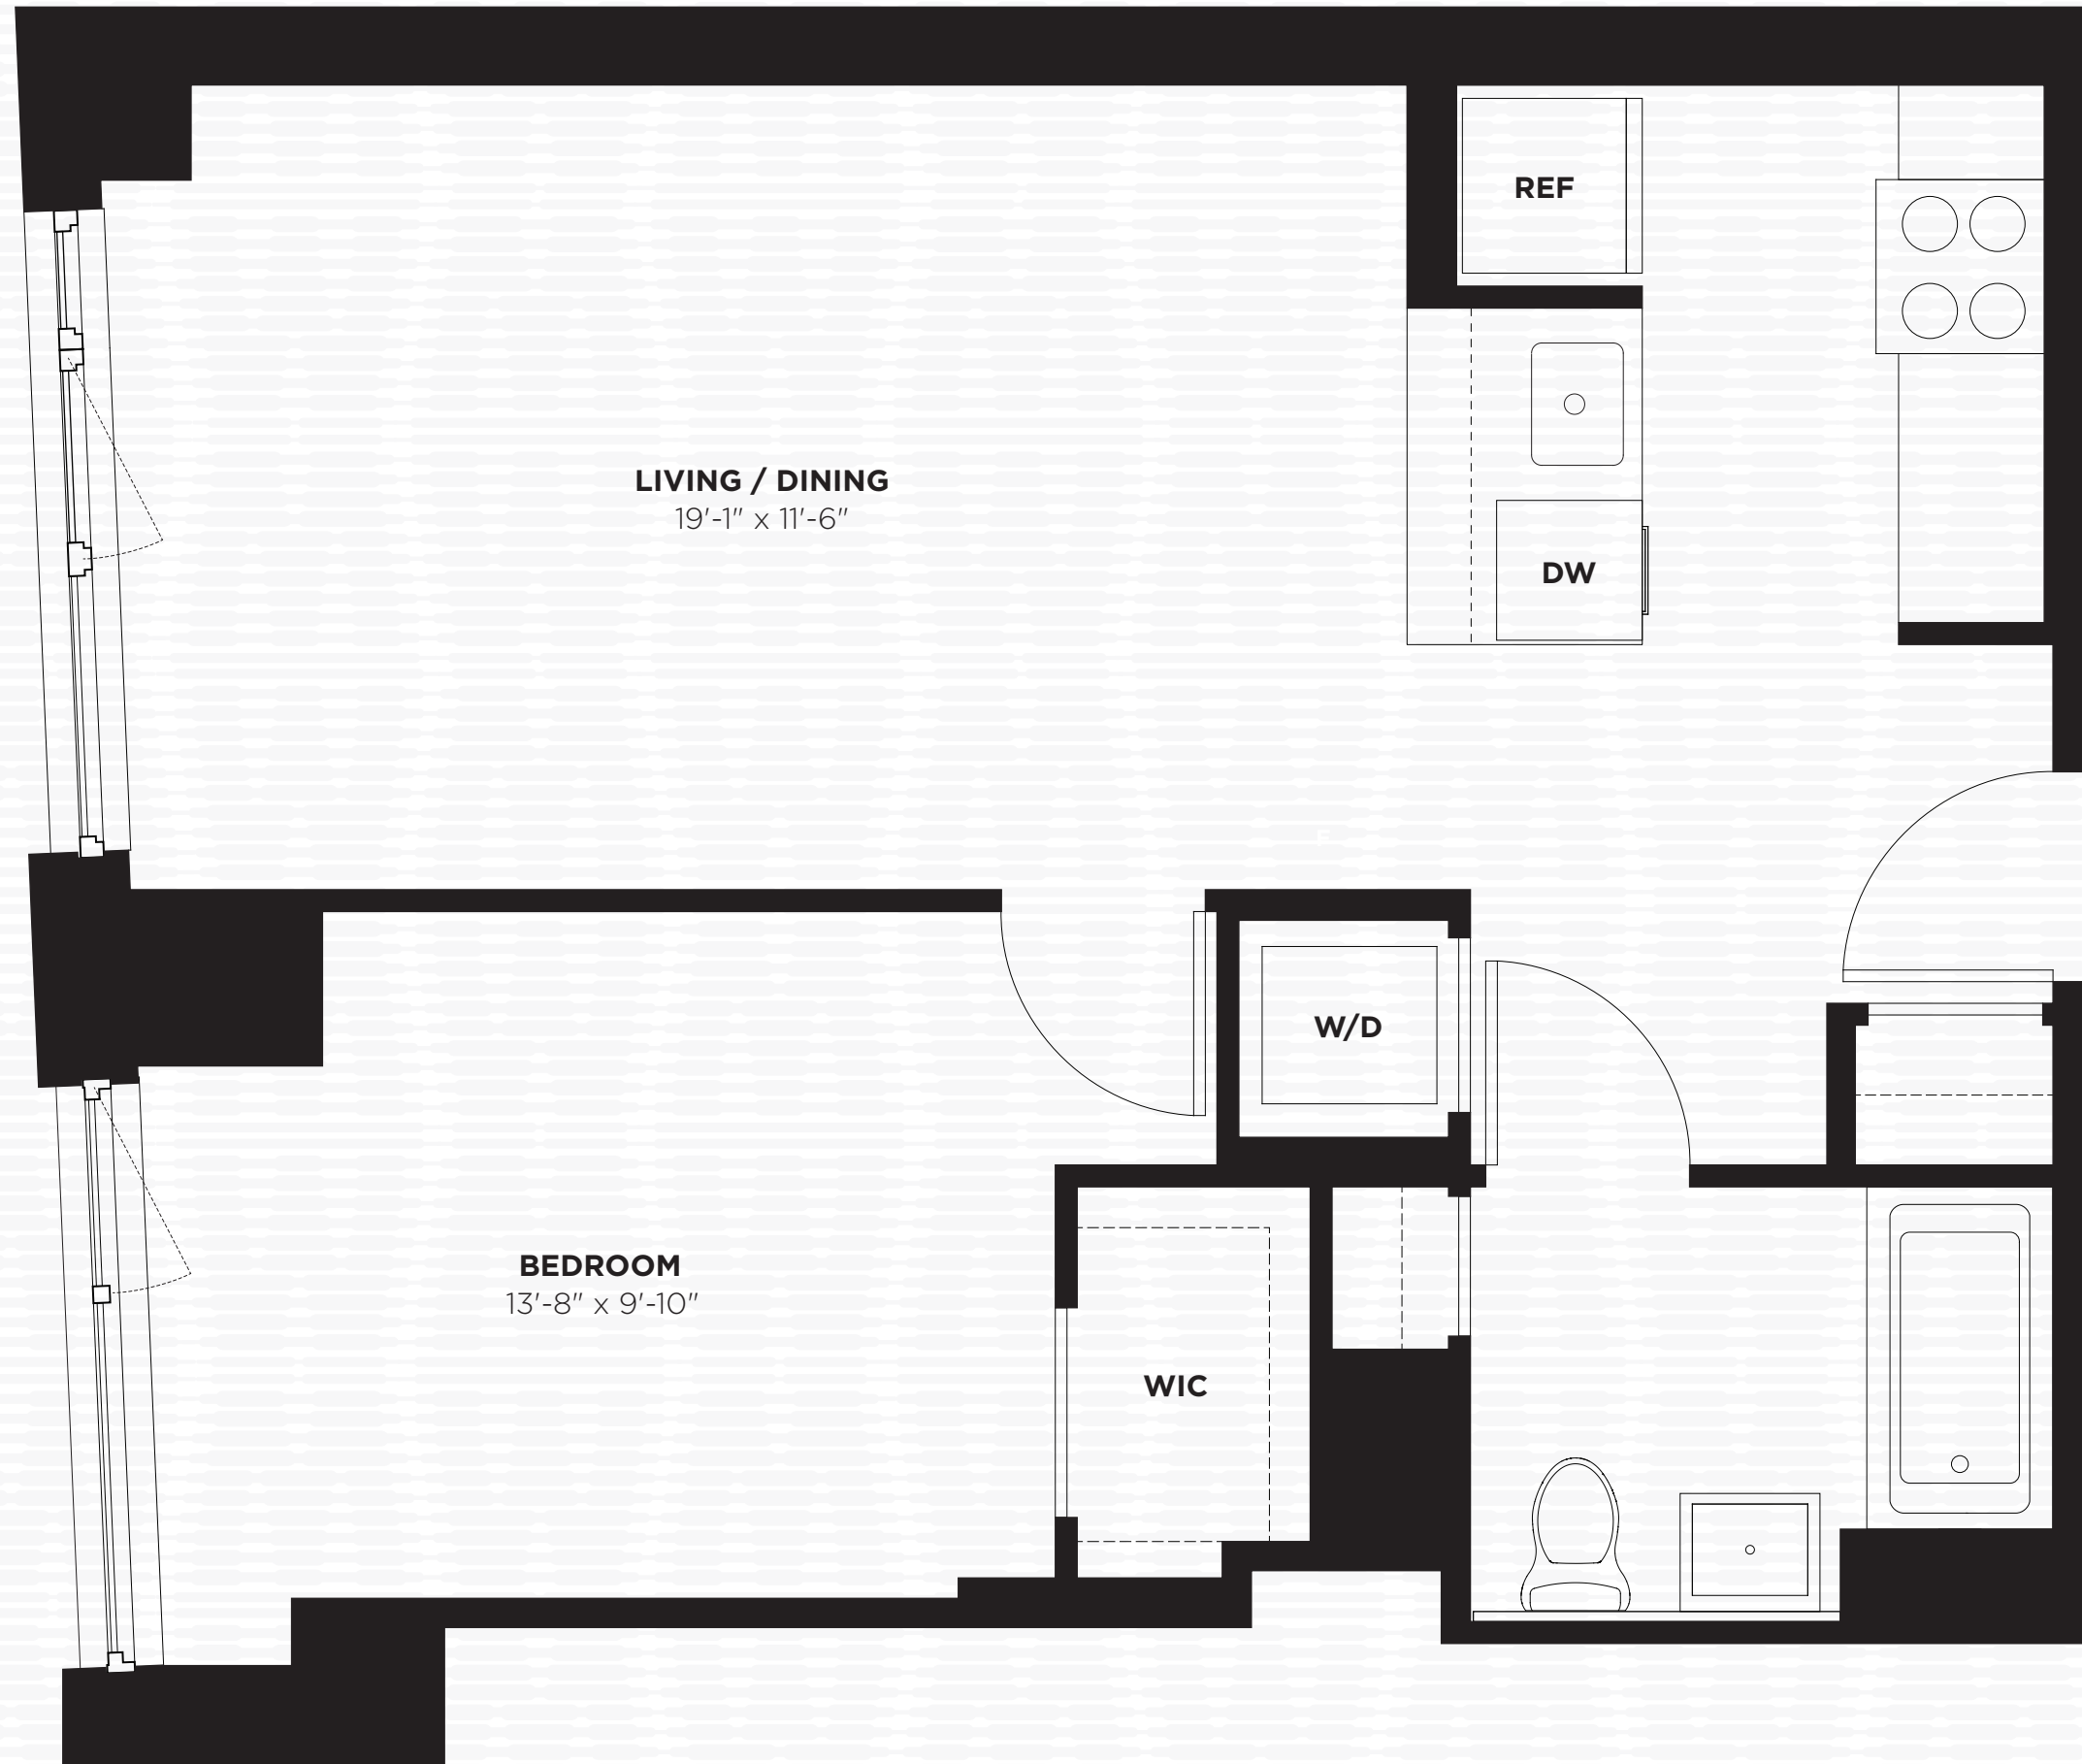 REF
LIVING / DINING
19'-1" x 11'-6"
DW
W/D
BEDROOM
13'-8" x 9'-10"
WIC